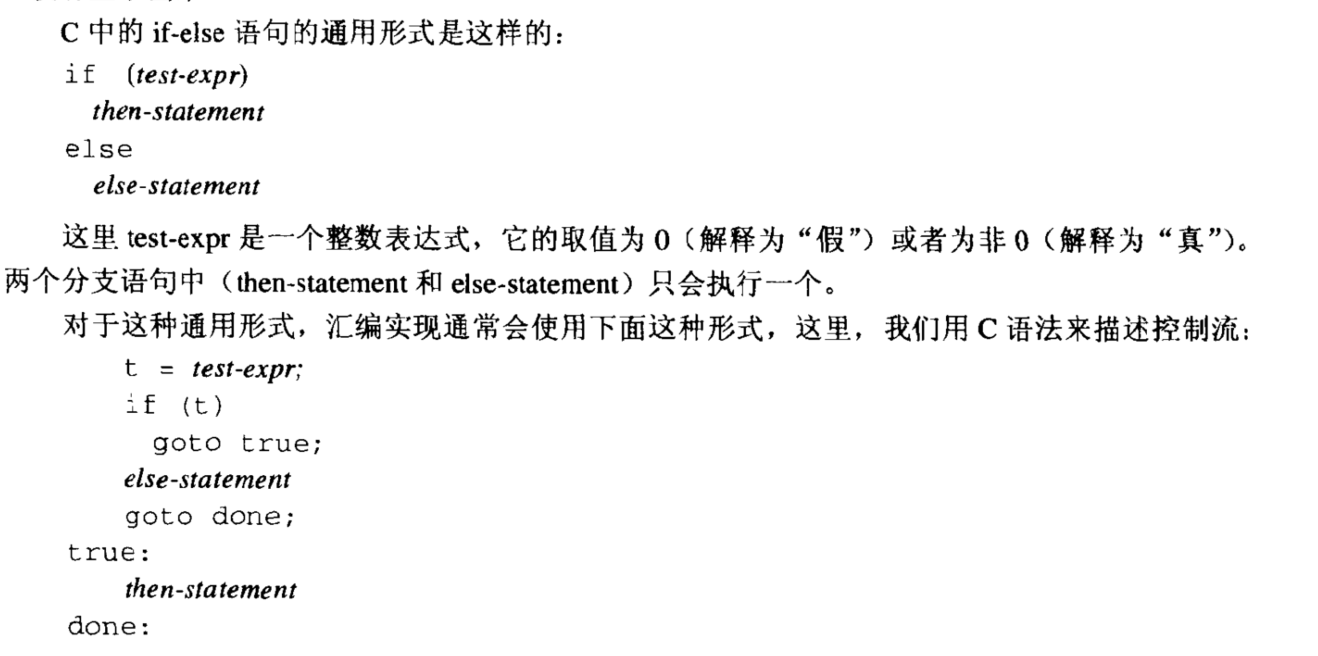 C 中的 if-else 语句的通用形式是这样的：
if (test-expr)
then-statement
else
else-statement
这里 test-expr 是一个整数表达式，它的取值为 0（解释为“假”）或者为非 0（解释为“真”）。
两个分支语句中（then-statement 和 else-statement）只会执行一个。
对于这种通用形式，汇编实现通常会使用下面这种形式，这里，我们用 C 语法来描述控制流：
t = test-expr;
if (t)
goto true;
else-statement
goto done;
true:
then-statement
done: